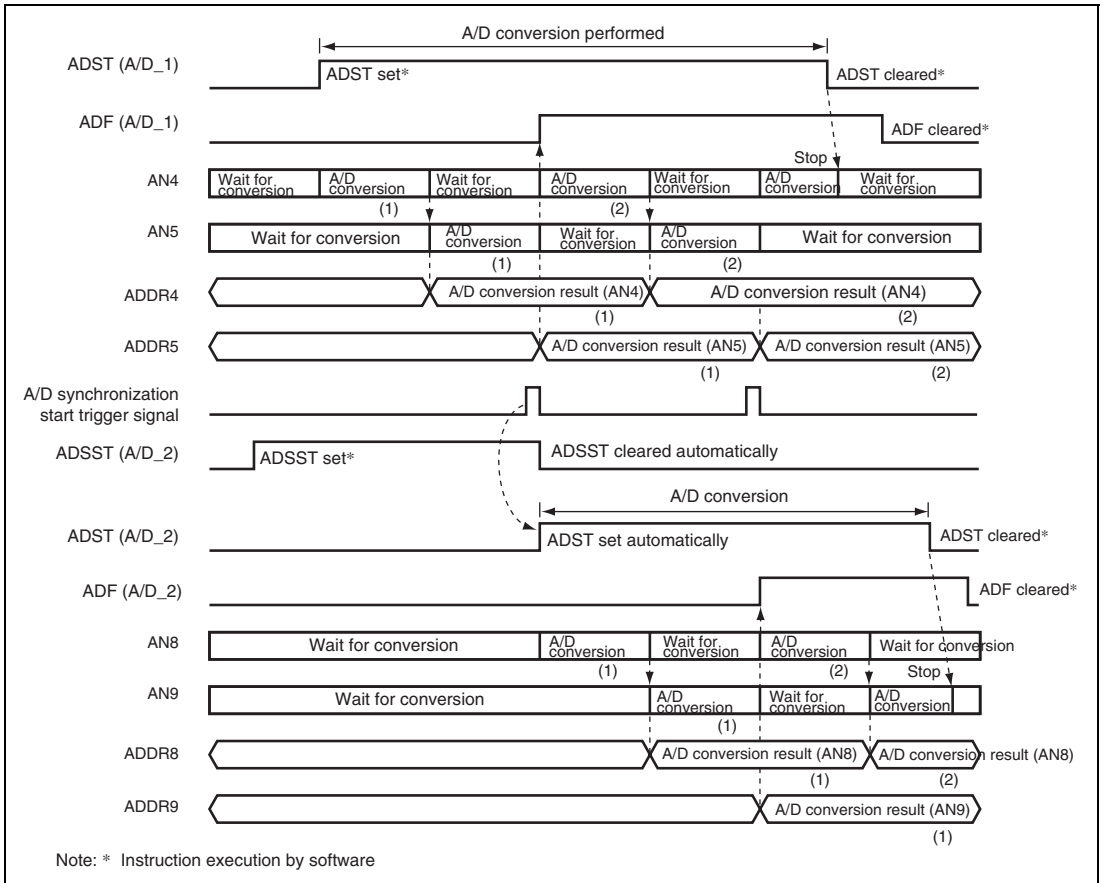 A/D conversion performed
ADST (A/D_1)
ADST set*
ADST cleared*
ADF (A/D_1)
ADF cleared*
Stop
AN4
Wait for conversion
A/D conversion
Wait for conversion
A/D conversion
Wait for conversion
A/D conversion
Wait for conversion
(1)
(2)
AN5
Wait for conversion
A/D conversion
Wait for conversion
A/D conversion
Wait for conversion
(1)
(2)
ADDR4
A/D conversion result (AN4)
A/D conversion result (AN4)
(1)
(2)
ADDR5
A/D conversion result (AN5)
A/D conversion result (AN5)
(1)
(2)
A/D synchronization
start trigger signal
ADSST (A/D_2)
ADSST set*
ADSST cleared automatically
A/D conversion
ADST (A/D_2)
ADST set automatically
ADST cleared*
ADF (A/D_2)
ADF cleared*
AN8
Wait for conversion
A/D conversion
Wait for conversion
A/D conversion
Wait for conversion
(1)
(2)
Stop
AN9
Wait for conversion
A/D conversion
Wait for conversion
A/D conversion
(1)
ADDR8
A/D conversion result (AN8)
A/D conversion result (AN8)
(1)
(2)
ADDR9
A/D conversion result (AN9)
(1)
Note: * Instruction execution by software